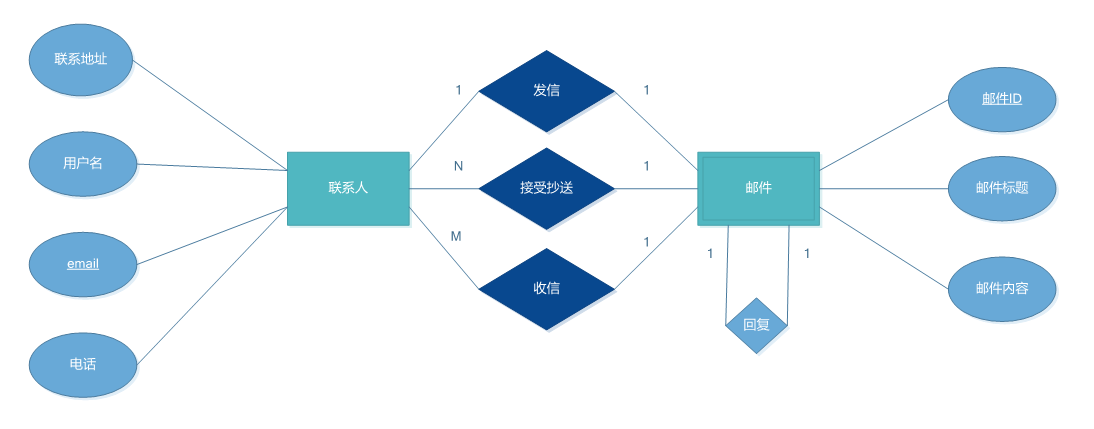 联系地址
用户名
email
电话
联系人
1
N
M
发信
接受抄送
收信
1
1
1
邮件
1
1
回复
邮件ID
邮件标题
邮件内容